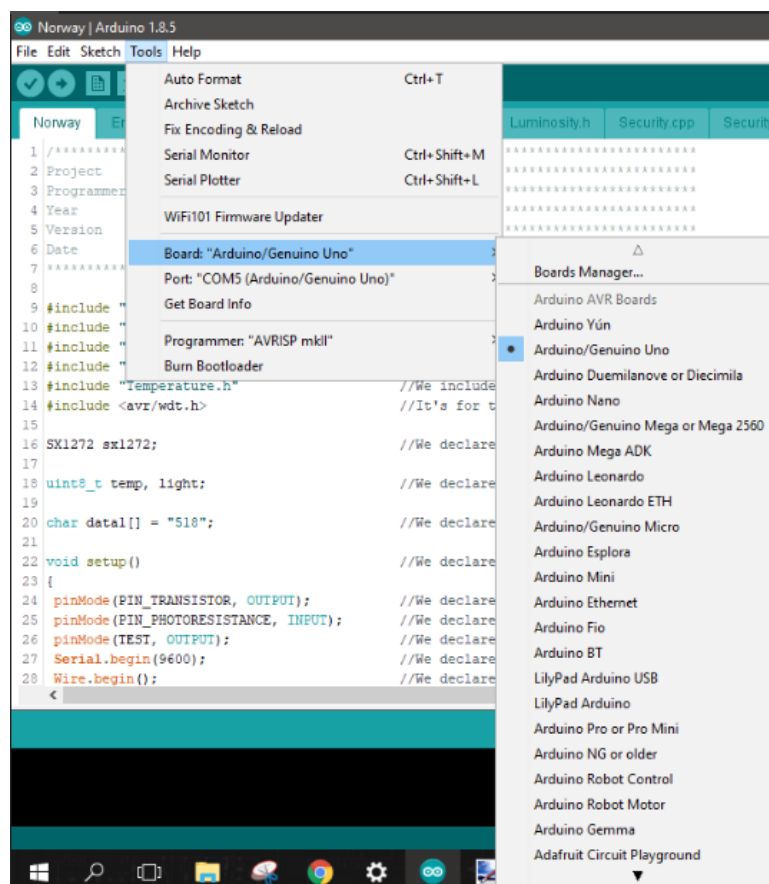 Norway | Arduino 1.8.5
File Edit Sketch Tools Help
Auto Format Ctrl+T
Archive Sketch
Fix Encoding & Reload
Serial Monitor Ctrl+Shift+M
Serial Plotter Ctrl+Shift+L
WiFi101 Firmware Updater
Board: "Arduino/Genuino Uno"
Port: "COM5 (Arduino/Genuino Uno)"
Get Board Info
Programmer: "AVRISP mkII"
Burn Bootloader
Boards Manager...
Arduino AVR Boards
Arduino Yún
Arduino/Genuino Uno
Arduino Duemilanove or Diecimila
Arduino Nano
Arduino/Genuino Mega or Mega 2560
Arduino Mega ADK
Arduino Leonardo
Arduino Leonardo ETH
Arduino/Genuino Micro
Arduino Esplora
Arduino Mini
Arduino Ethernet
Arduino Fio
Arduino BT
LilyPad Arduino USB
LilyPad Arduino
Arduino Pro or Pro Mini
Arduino NG or older
Arduino Robot Control
Arduino Robot Motor
Arduino Gemma
Adafruit Circuit Playground
Norway Er Luminosity.h Security.cpp Securit
1 /*********** ************************
2 Project ************************
3 Programmer ************************
4 Year ************************
5 Version ************************
6 Date
7 ***********
8
9 #include "
10 #include "
11 #include "
12 #include "
13 #include "Temperature.h" //We include
14 #include <avr/wdt.h> //It's for t
15
16 SX1272 sx1272; //We declare
17
18 uint8_t temp, light; //We declare
19
20 char data1[] = "518"; //We declare
21
22 void setup() //We declare
23 {
24 pinMode(PIN_TRANSISTOR, OUTPUT); //We declare
25 pinMode(PIN_PHOTORESISTANCE, INPUT); //We declare
26 pinMode(TEST, OUTPUT); //We declare
27 Serial.begin(9600); //We declare
28 Wire.begin(); //We declare